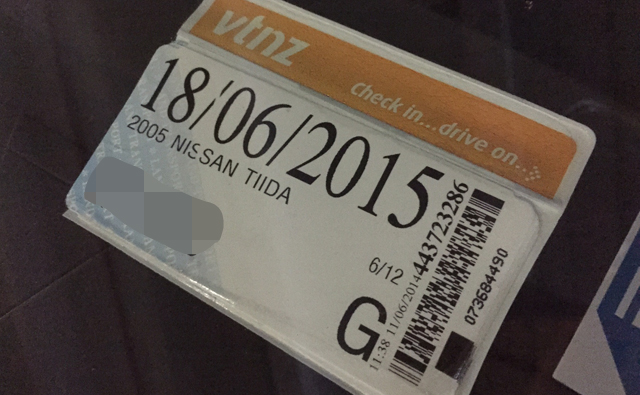 vtnz
check in...drive on...
18/06/2015
2005 NISSAN TIIDA
6/12
G
11:38 11/06/2014
443723286
073684490